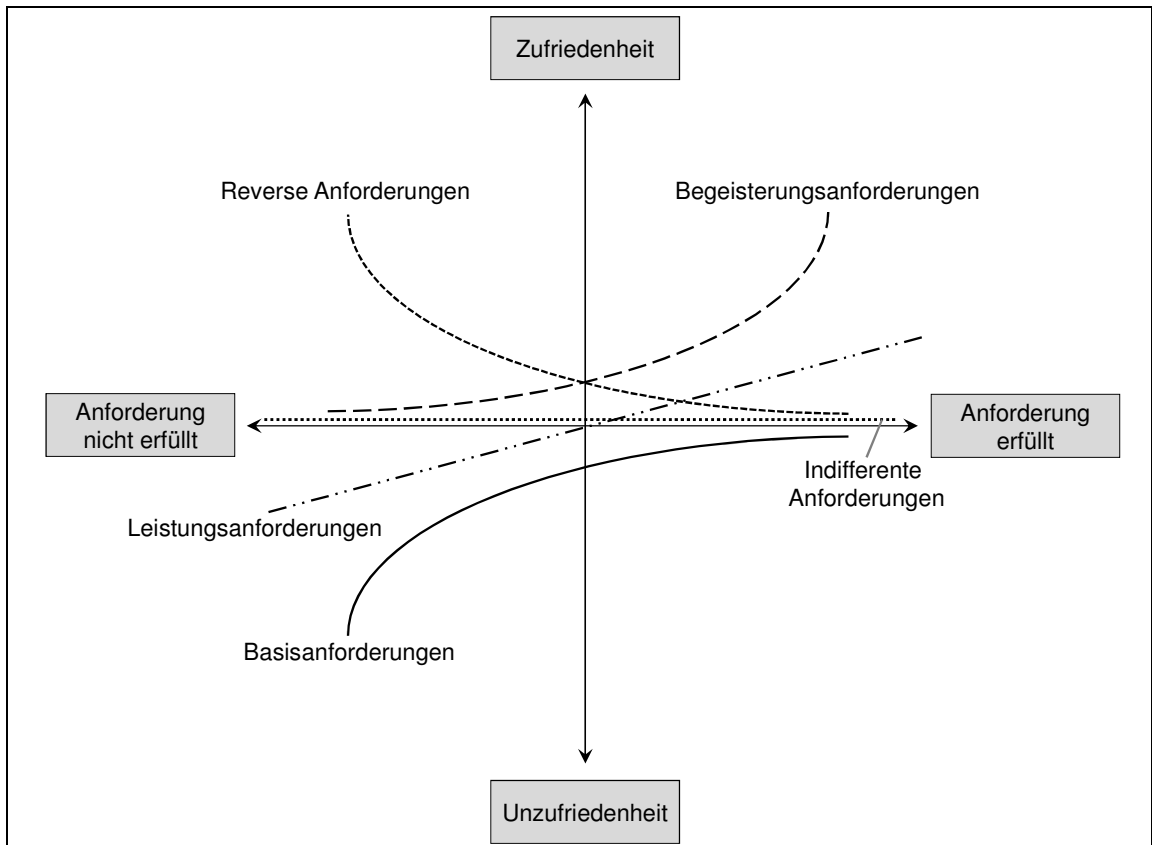 Zufriedenheit
Reverse Anforderungen
Begeisterungsanforderungen
Anforderung
nicht erfüllt
Anforderung
erfüllt
Indifferente
Anforderungen
Leistungsanforderungen
Basisanforderungen
Unzufriedenheit